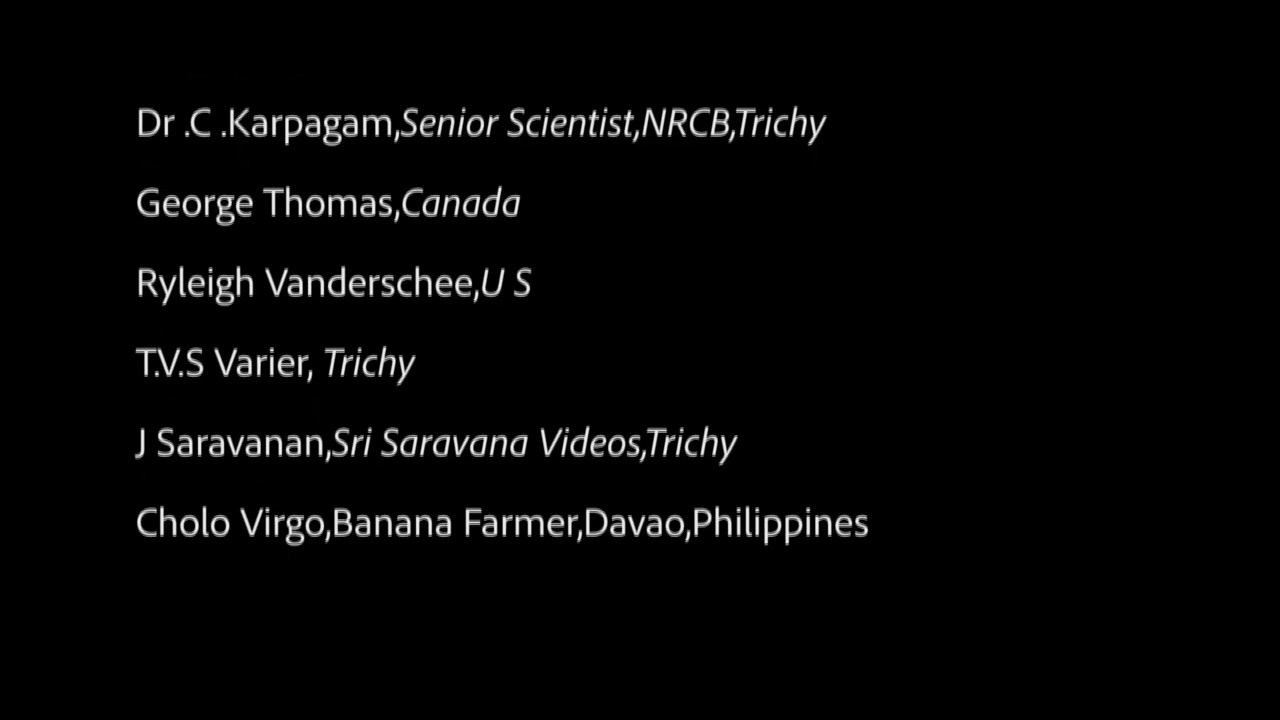 Dr .C .Karpagam,Senior Scientist,NRCB,Trichy
George Thomas,Canada
Ryleigh Vanderschee,U S
T.V.S Varier, Trichy
J Saravanan,Sri Saravana Videos,Trichy
Cholo Virgo,Banana Farmer,Davao,Philippines